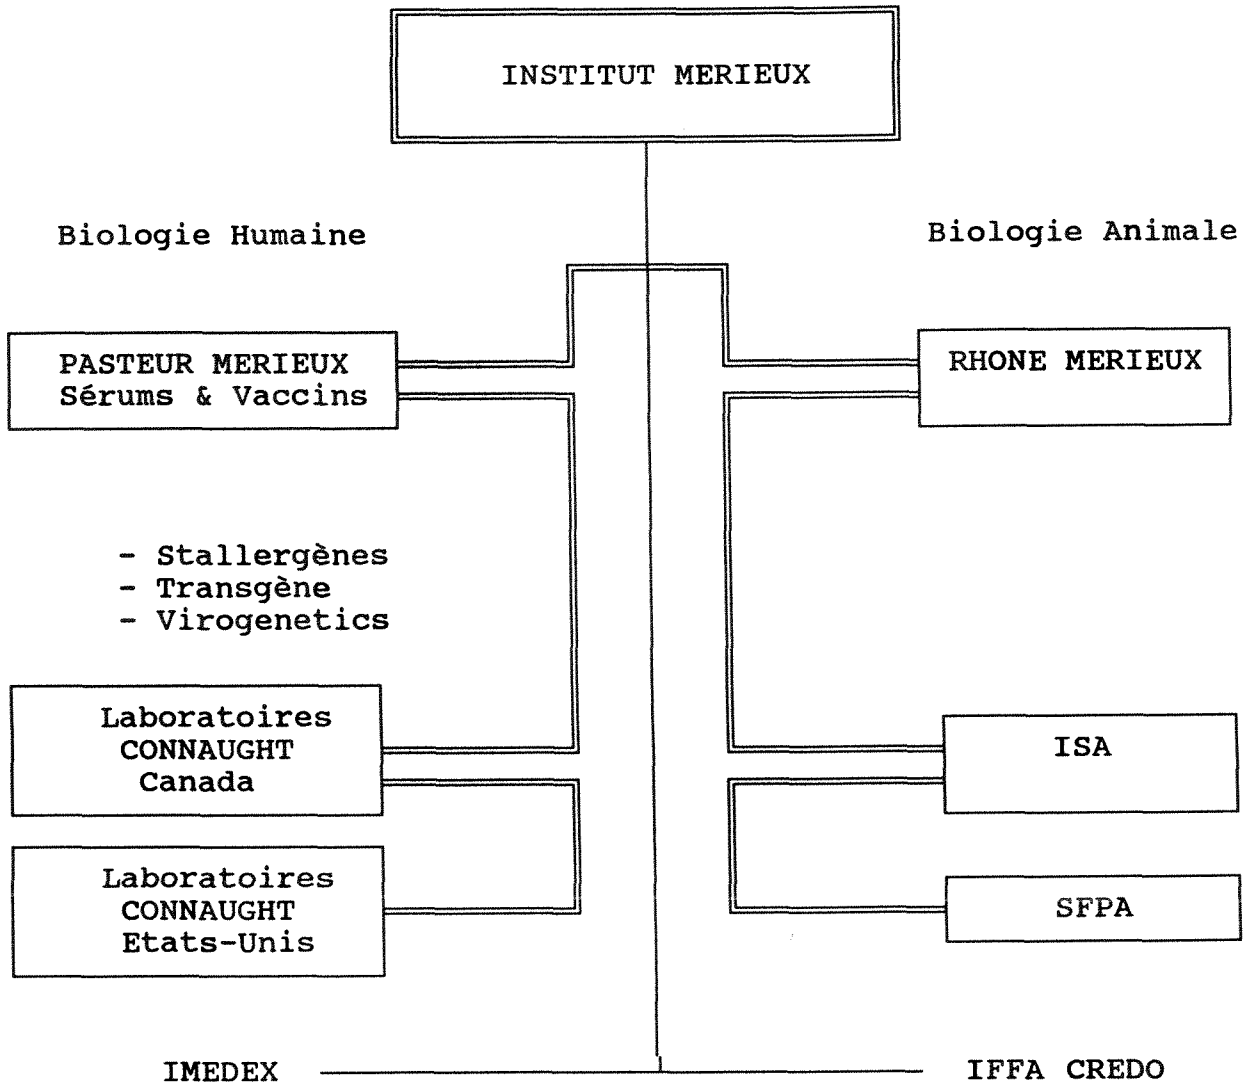 INSTITUT MERIEUX
Biologie Humaine
Biologie Animale
PASTEUR MERIEUX
Sérums & Vaccins
RHONE MERIEUX
- Stallergènes
- Transgène
- Virogenetics
Laboratoires
CONNAUGHT
Canada
ISA
Laboratoires
CONNAUGHT
Etats-Unis
SFPA
IMEDEX
IFFA CREDO